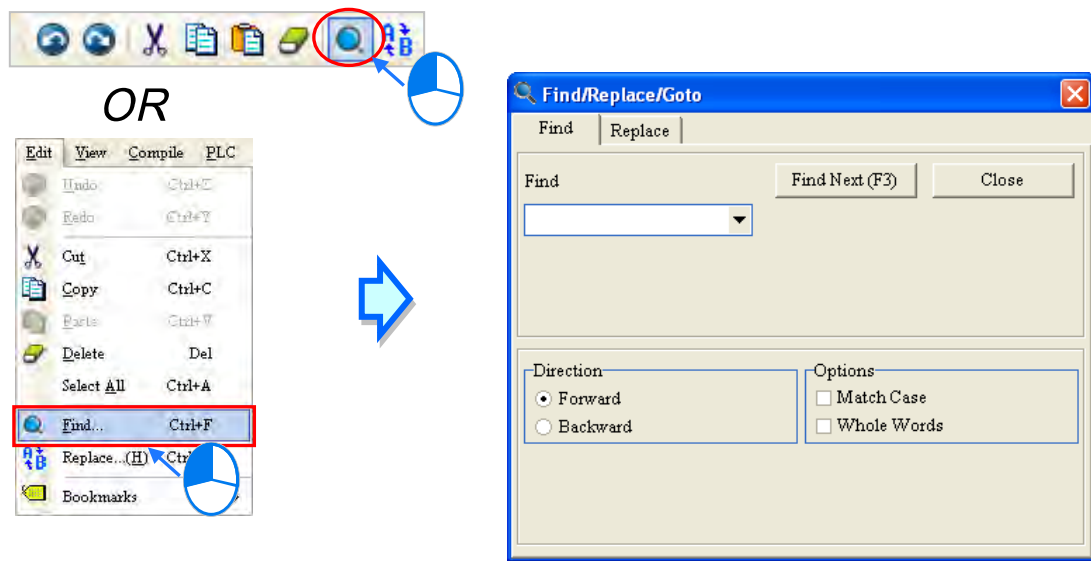 A
B
OR
Edit View Compile PLC
Undo Ctrl+Z
Redo Ctrl+Y
Cut Ctrl+X
Copy Ctrl+C
Paste Ctrl+V
Delete Del
Select All Ctrl+A
Find... Ctrl+F
Replace...(H)
Bookmarks
Find/Replace/Goto
Find Replace
Find Find Next (F3) Close
Direction Options
Forward Match Case
Backward Whole Words